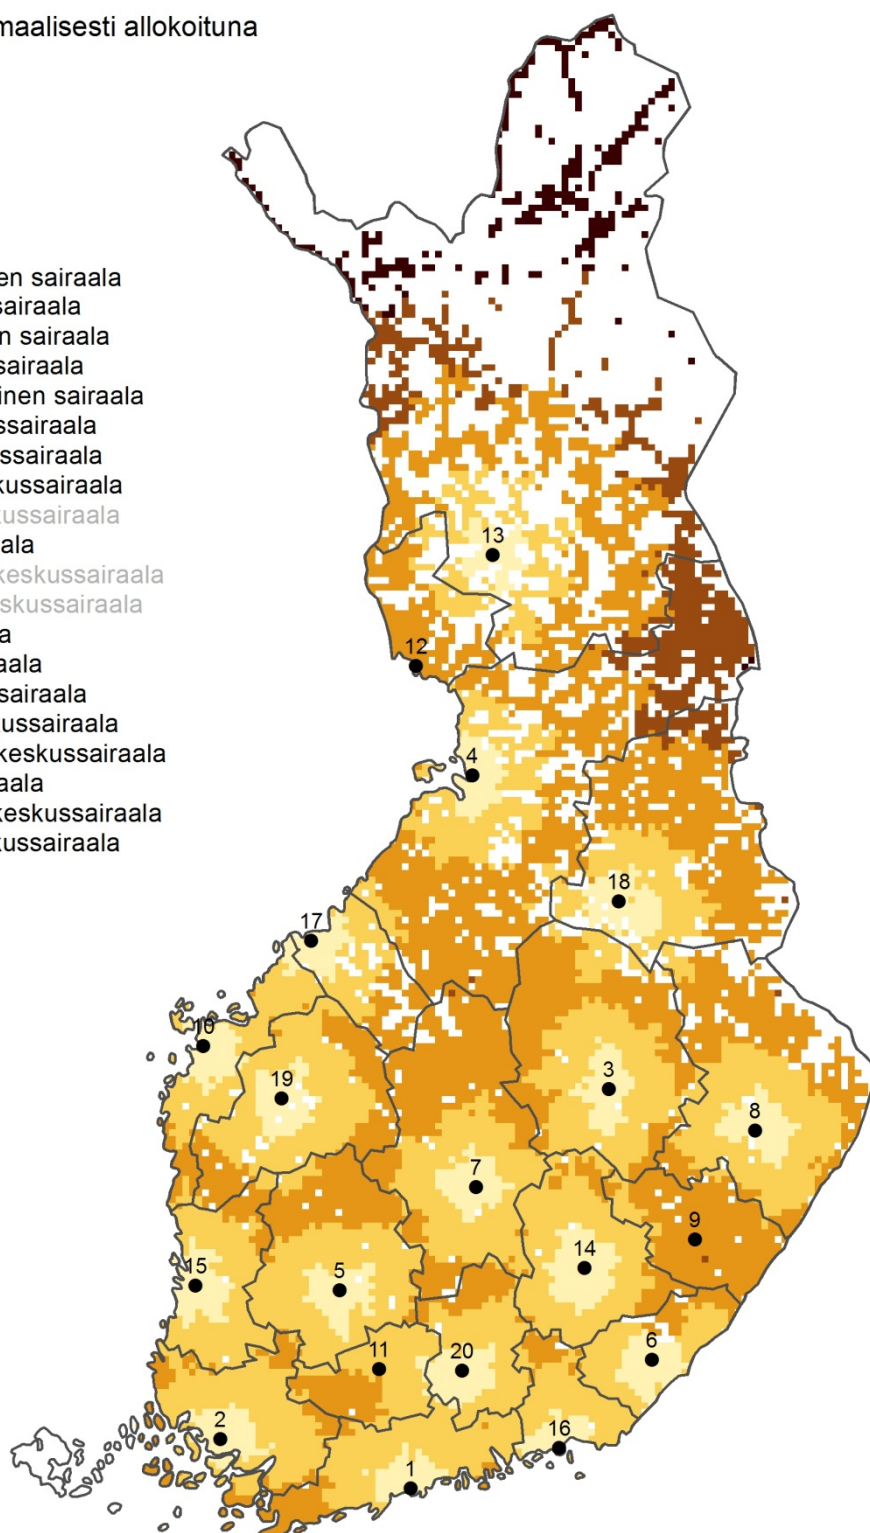 maalisesti allokoituna
en sairaala
sairaala
n sairaala
sairaala
inen sairaala
ssairaala
ssairaala
kussairaala
kussairaala
ala
keskussairaala
skussairaala
a
aala
sairaala
kussairaala
keskussairaala
raala
keskussairaala
kussairaala
13
12
4
18
17
10
3
19
8
7
9
14
15
5
6
11
20
2
16
1